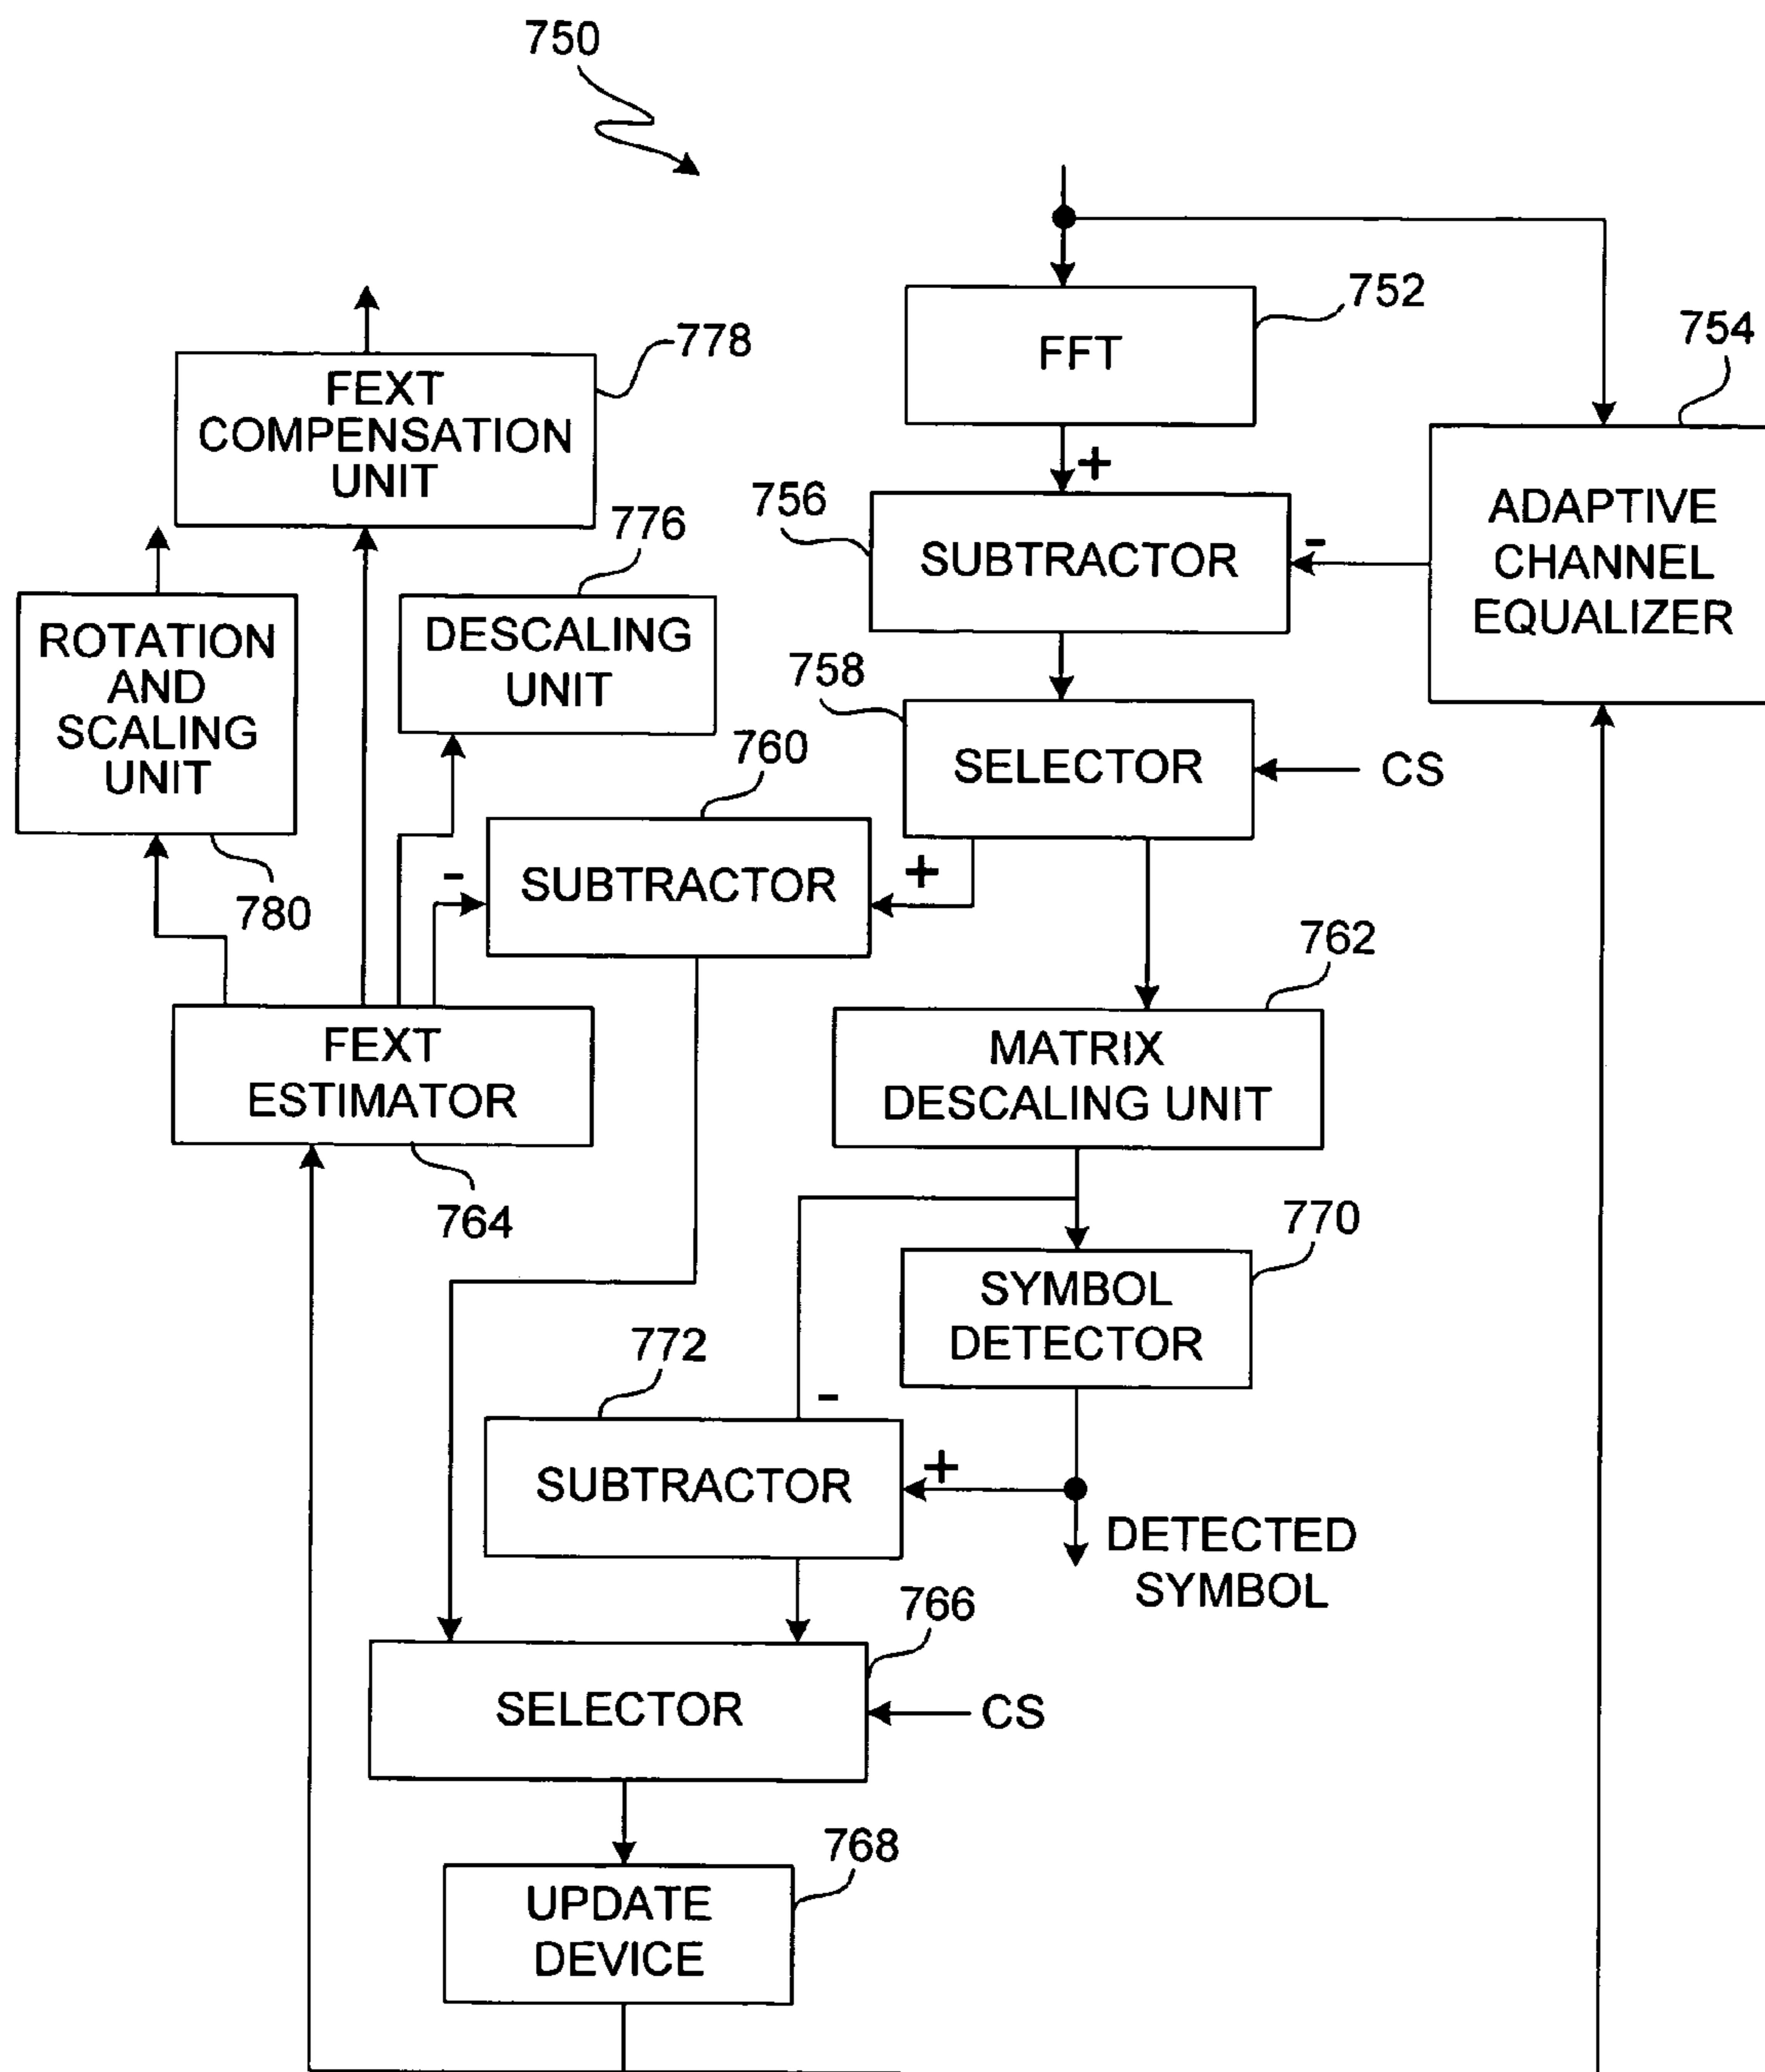 750
752
FFT
754
778
FEXT
COMPENSATION
UNIT
+
756
SUBTRACTOR
-
ADAPTIVE
CHANNEL
EQUALIZER
776
DESCALING
UNIT
ROTATION
AND
SCALING
UNIT
780
758
SELECTOR
CS
760
SUBTRACTOR
-
+
762
MATRIX
DESCALING UNIT
FEXT
ESTIMATOR
764
770
SYMBOL
DETECTOR
772
-
SUBTRACTOR
+
DETECTED
SYMBOL
766
SELECTOR
CS
768
UPDATE
DEVICE